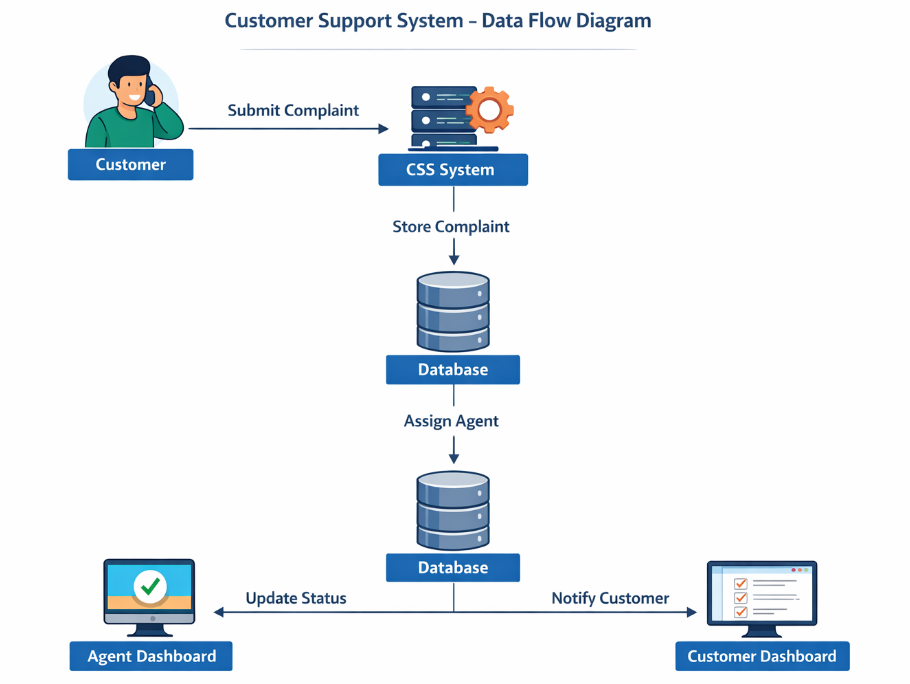 Customer Support System – Data Flow Diagram
Submit Complaint
Customer
CSS System
Store Complaint
Database
Assign Agent
Database
Update Status
Notify Customer
Agent Dashboard
Customer Dashboard